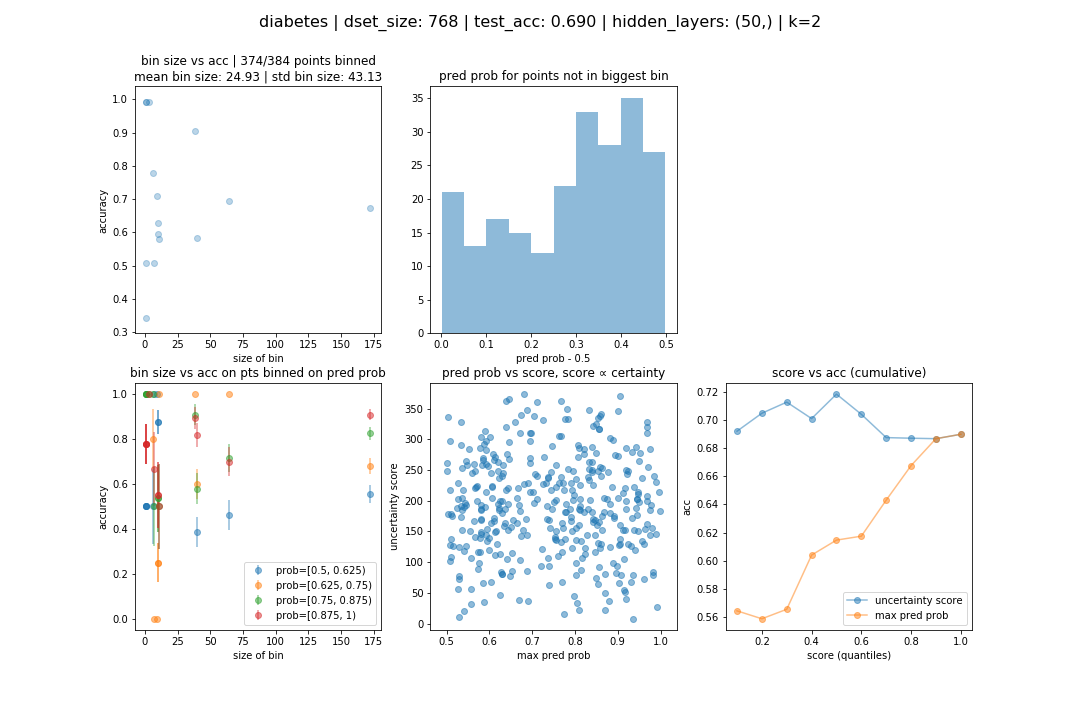 diabetes | dset_size: 768 | test_acc: 0.690 | hidden_layers: (50,) | k=2
bin size vs acc | 374/384 points binned
mean bin size: 24.93 | std bin size: 43.13
accuracy
1.0
0.9
0.8
0.7
0.6
0.5
0.4
0.3
0 25 50 75 100 125 150 175
size of bin
pred prob for points not in biggest bin
35
30
25
20
15
10
5
0
0.0 0.1 0.2 0.3 0.4 0.5
pred prob - 0.5
bin size vs acc on pts binned on pred prob
accuracy
1.0
0.8
0.6
0.4
0.2
0.0
prob=[0.5, 0.625)
prob=[0.625, 0.75)
prob=[0.75, 0.875)
prob=[0.875, 1)
0 25 50 75 100 125 150 175
size of bin
pred prob vs score, score ∝ certainty
uncertainty score
350
300
250
200
150
100
50
0
0.5 0.6 0.7 0.8 0.9 1.0
max pred prob
score vs acc (cumulative)
acc
0.72
0.70
0.68
0.66
0.64
0.62
0.60
0.58
0.56
uncertainty score
max pred prob
0.2 0.4 0.6 0.8 1.0
score (quantiles)